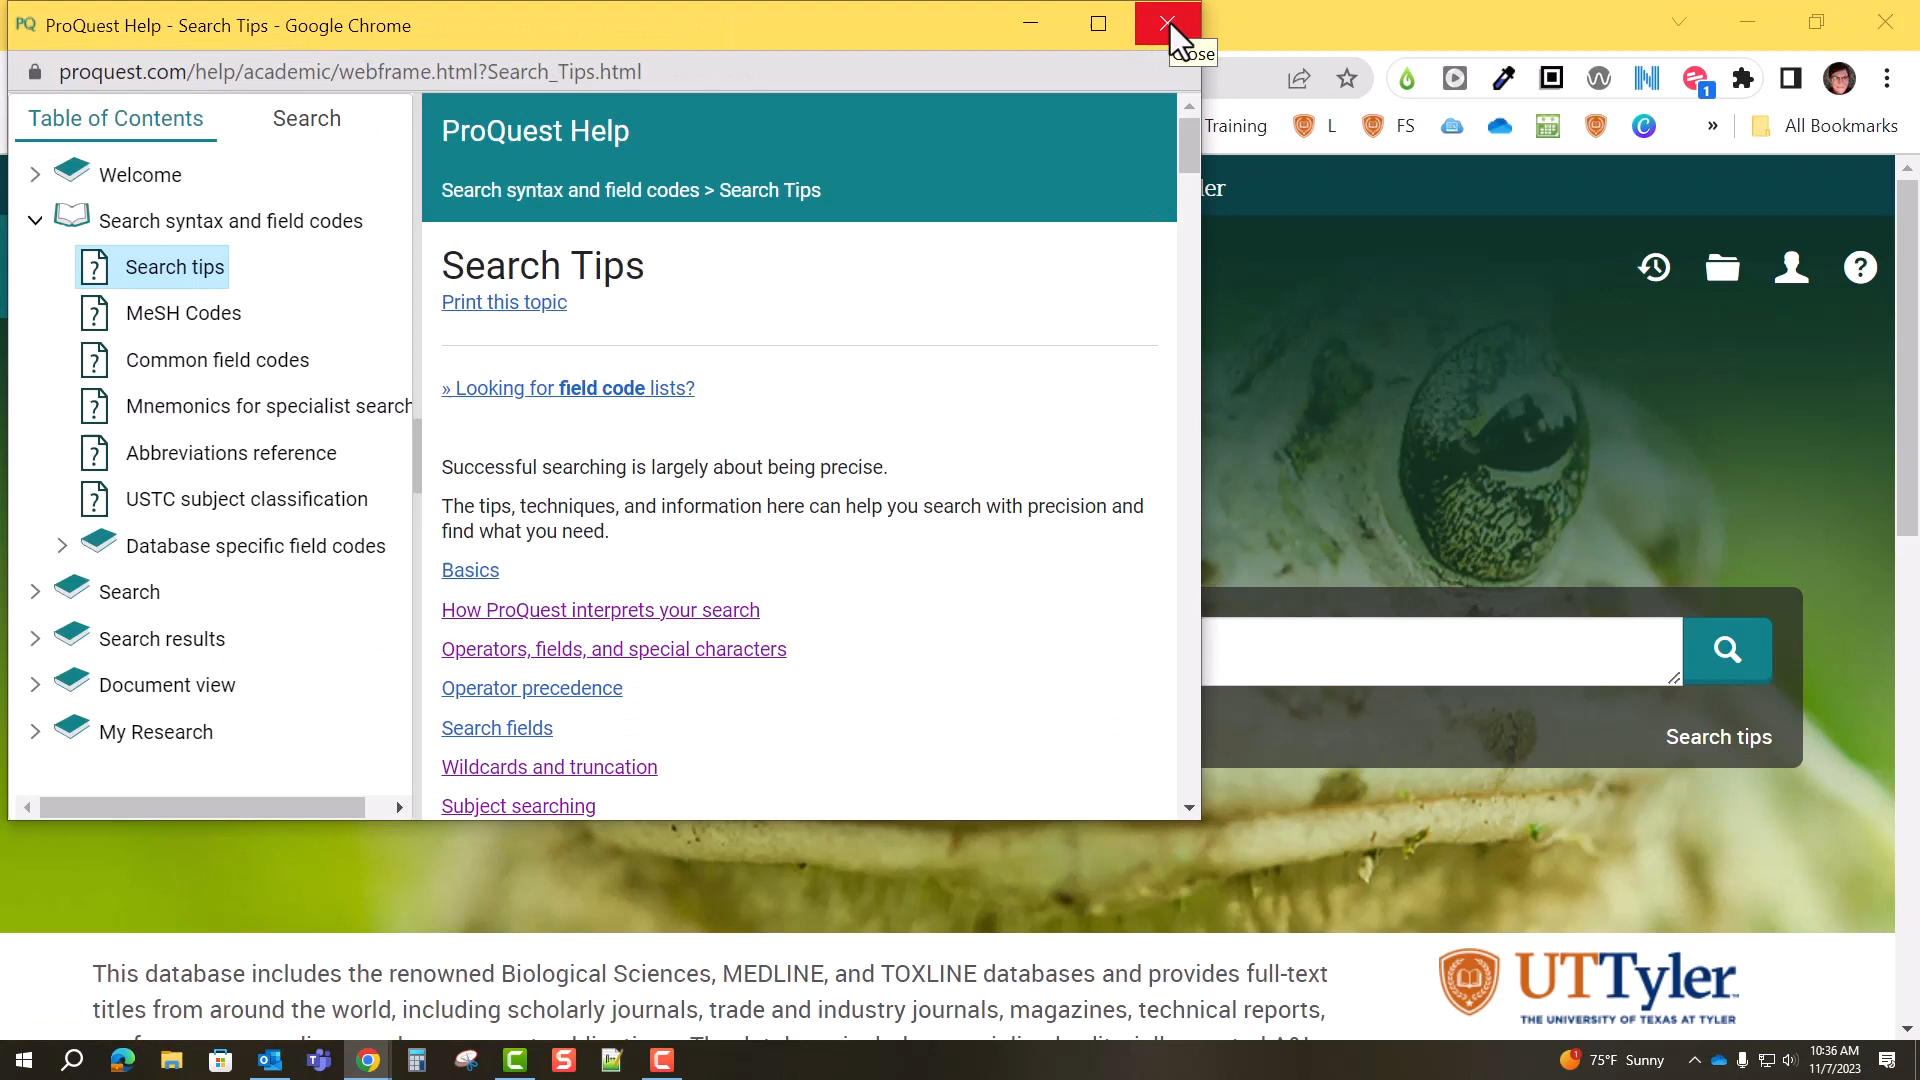 PQ ProQuest Help - Search Tips - Google Chrome
proquest.com/help/academic/webframe.html?Search_Tips.html
Table of Contents
Search
Welcome
Search syntax and field codes
Search tips
MeSH Codes
Common field codes
Mnemonics for specialist search
Abbreviations reference
USTC subject classification
Database specific field codes
Search
Search results
Document view
My Research
ProQuest Help
Search syntax and field codes > Search Tips
Search Tips
Print this topic
» Looking for field code lists?
Successful searching is largely about being precise.
The tips, techniques, and information here can help you search with precision and
find what you need.
Basics
How ProQuest interprets your search
Operators, fields, and special characters
Operator precedence
Search fields
Wildcards and truncation
Subject searching
1
Training
L
FS
»
All Bookmarks
Search tips
This database includes the renowned Biological Sciences, MEDLINE, and TOXLINE databases and provides full-text
titles from around the world, including scholarly journals, trade and industry journals, magazines, technical reports,
UT Tyler
THE UNIVERSITY OF TEXAS AT TYLER
1
75°F Sunny
10:36 AM
11/7/2023